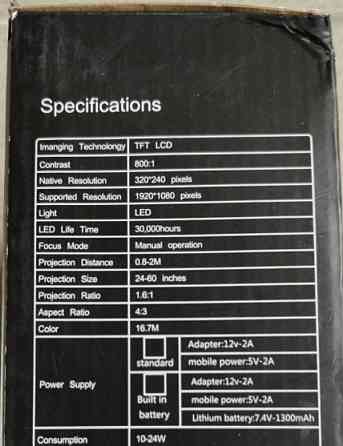 Specifications
Imanging Technolongy TFT LCD
Contrast 800:1
Native Resolution 320*240 pixels
Supported Resolution 1920*1080 pixels
Light LED
LED Life Time 30,000hours
Focus Mode Manual operation
Projection Distance 0.8-2M
Projection Size 24-60 inches
Projection Ratio 1.6:1
Aspect Ratio 4:3
Color 16.7M
Power Supply
standard
Adapter:12v-2A
mobile power:5V-2A
Built in
battery
Adapter:12v-2A
mobile power:5V-2A
Lithium battery:7.4V-1300mAh
Consumption 10-24W